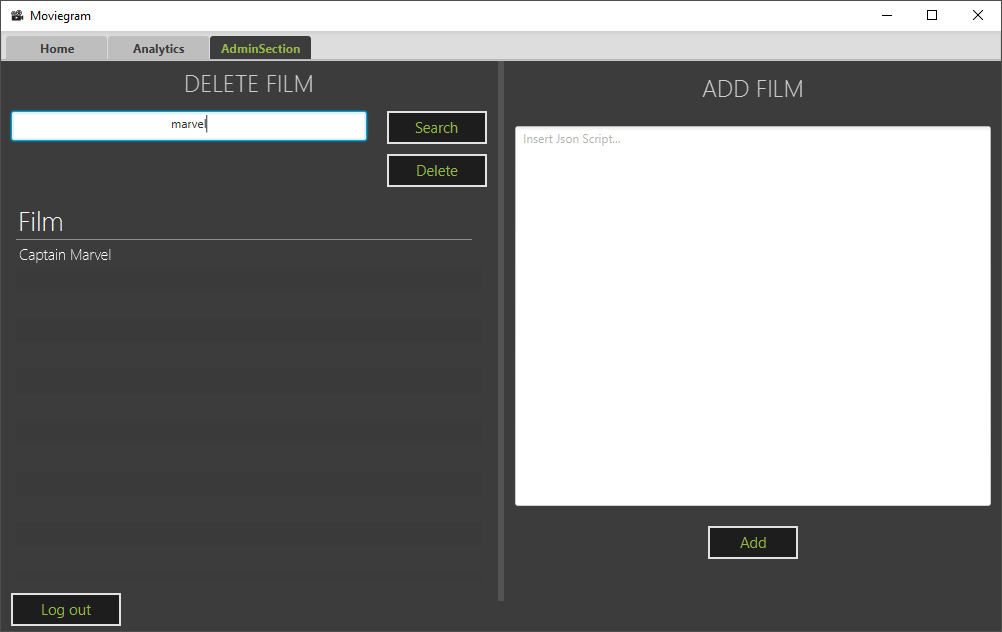 Moviegram
Home Analytics AdminSection
DELETE FILM
marvel
Search
Delete
Film
Captain Marvel
Log out
ADD FILM
Insert Json Script...
Add